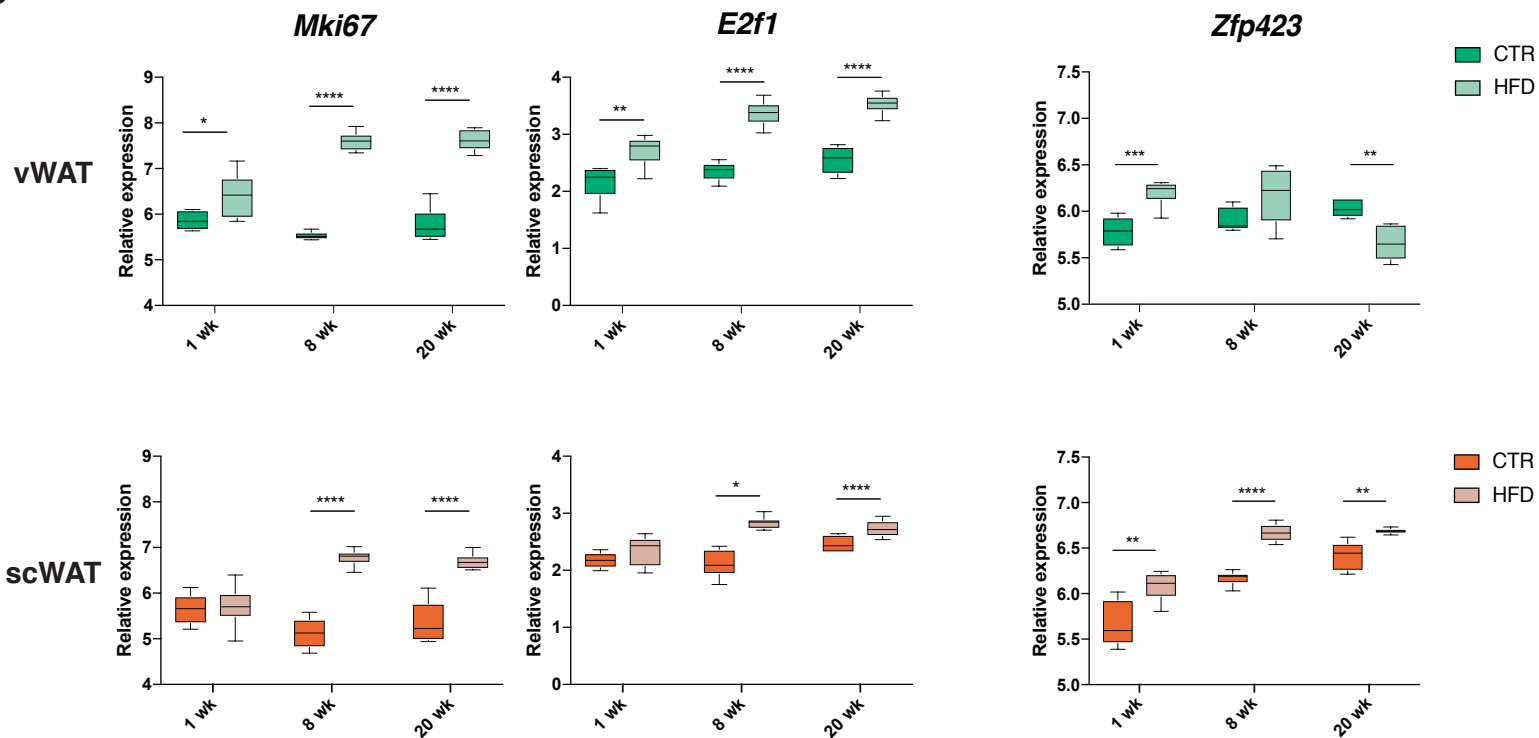 Mki67
E2f1
Zfp423
CTR
HFD
vWAT
Relative expression
9
8
7
6
5
4
*
****
****
1 wk
8 wk
20 wk
Relative expression
4
3
2
1
0
**
****
****
1 wk
8 wk
20 wk
Relative expression
7.5
7.0
6.5
6.0
5.5
5.0
***
**
1 wk
8 wk
20 wk
scWAT
Relative expression
9
8
7
6
5
4
****
****
1 wk
8 wk
20 wk
Relative expression
4
3
2
1
0
*
****
1 wk
8 wk
20 wk
Relative expression
7.5
7.0
6.5
6.0
5.5
5.0
**
****
**
1 wk
8 wk
20 wk
CTR
HFD